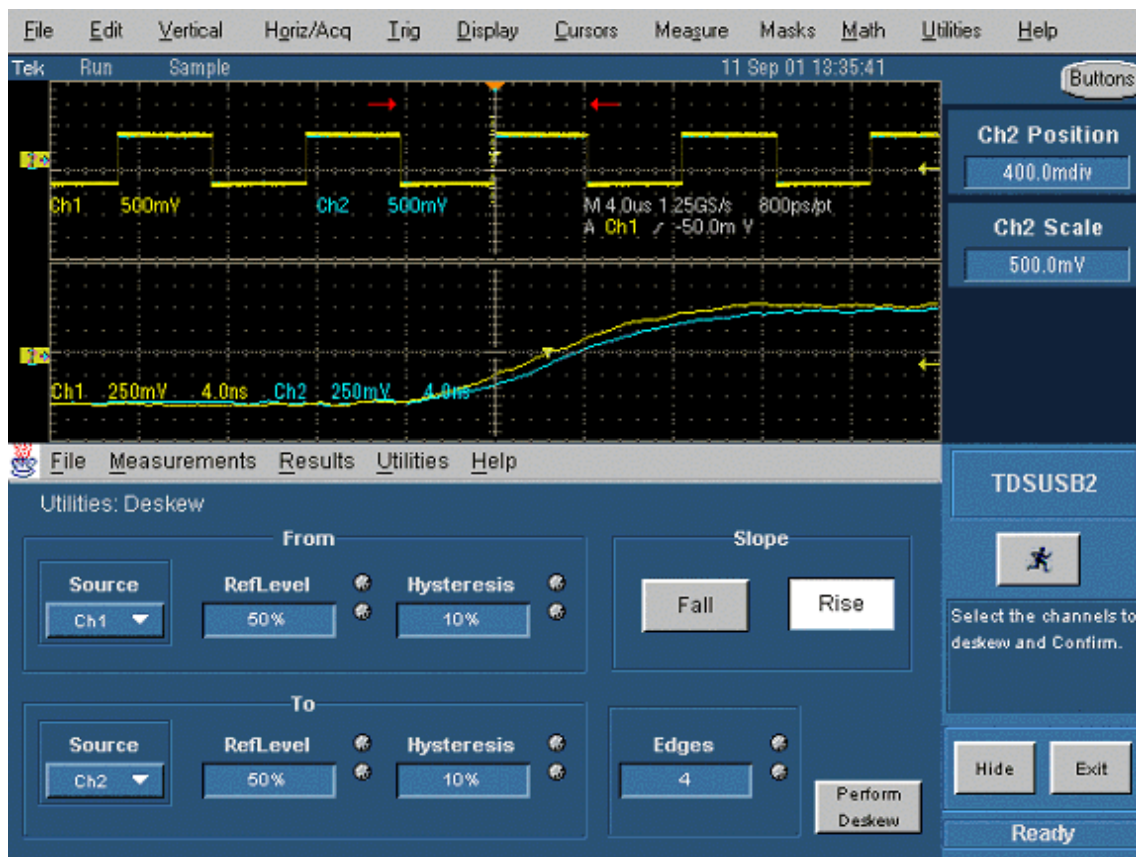 File Edit Vertical Horiz/Acq Trig Display Cursors Measure Masks Math Utilities Help
Tek Run Sample 11 Sep 01 13:35:41
Buttons
Ch2 Position
400.0mdiv
Ch2 Scale
500.0mV
Ch1 500mV Ch2 500mV M 4.0us 1.25GS/s 800ps/pt
A Ch1 / -50.0m V
Ch1 250mV 4.0ns Ch2 250mV 4.0ns
File Measurements Results Utilities Help
TDSUSB2
Utilities: Deskew
From
Source RefLevel Hysteresis
Ch1 50% 10%
Slope
Fall Rise
Select the channels to
deskew and Confirm.
To
Source RefLevel Hysteresis
Ch2 50% 10%
Edges
4
Perform
Deskew
Hide Exit
Ready